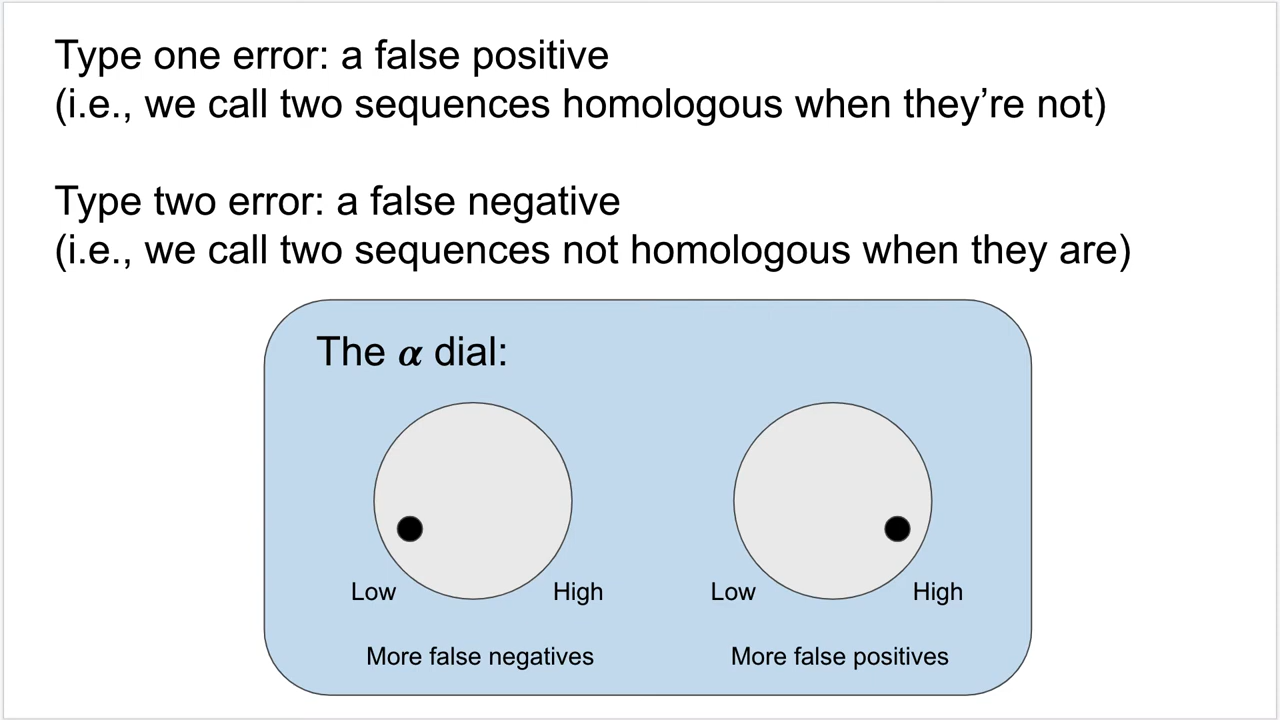 Type one error: a false positive
(i.e., we call two sequences homologous when they’re not)
Type two error: a false negative
(i.e., we call two sequences not homologous when they are)
The α dial:
Low High Low High
More false negatives More false positives